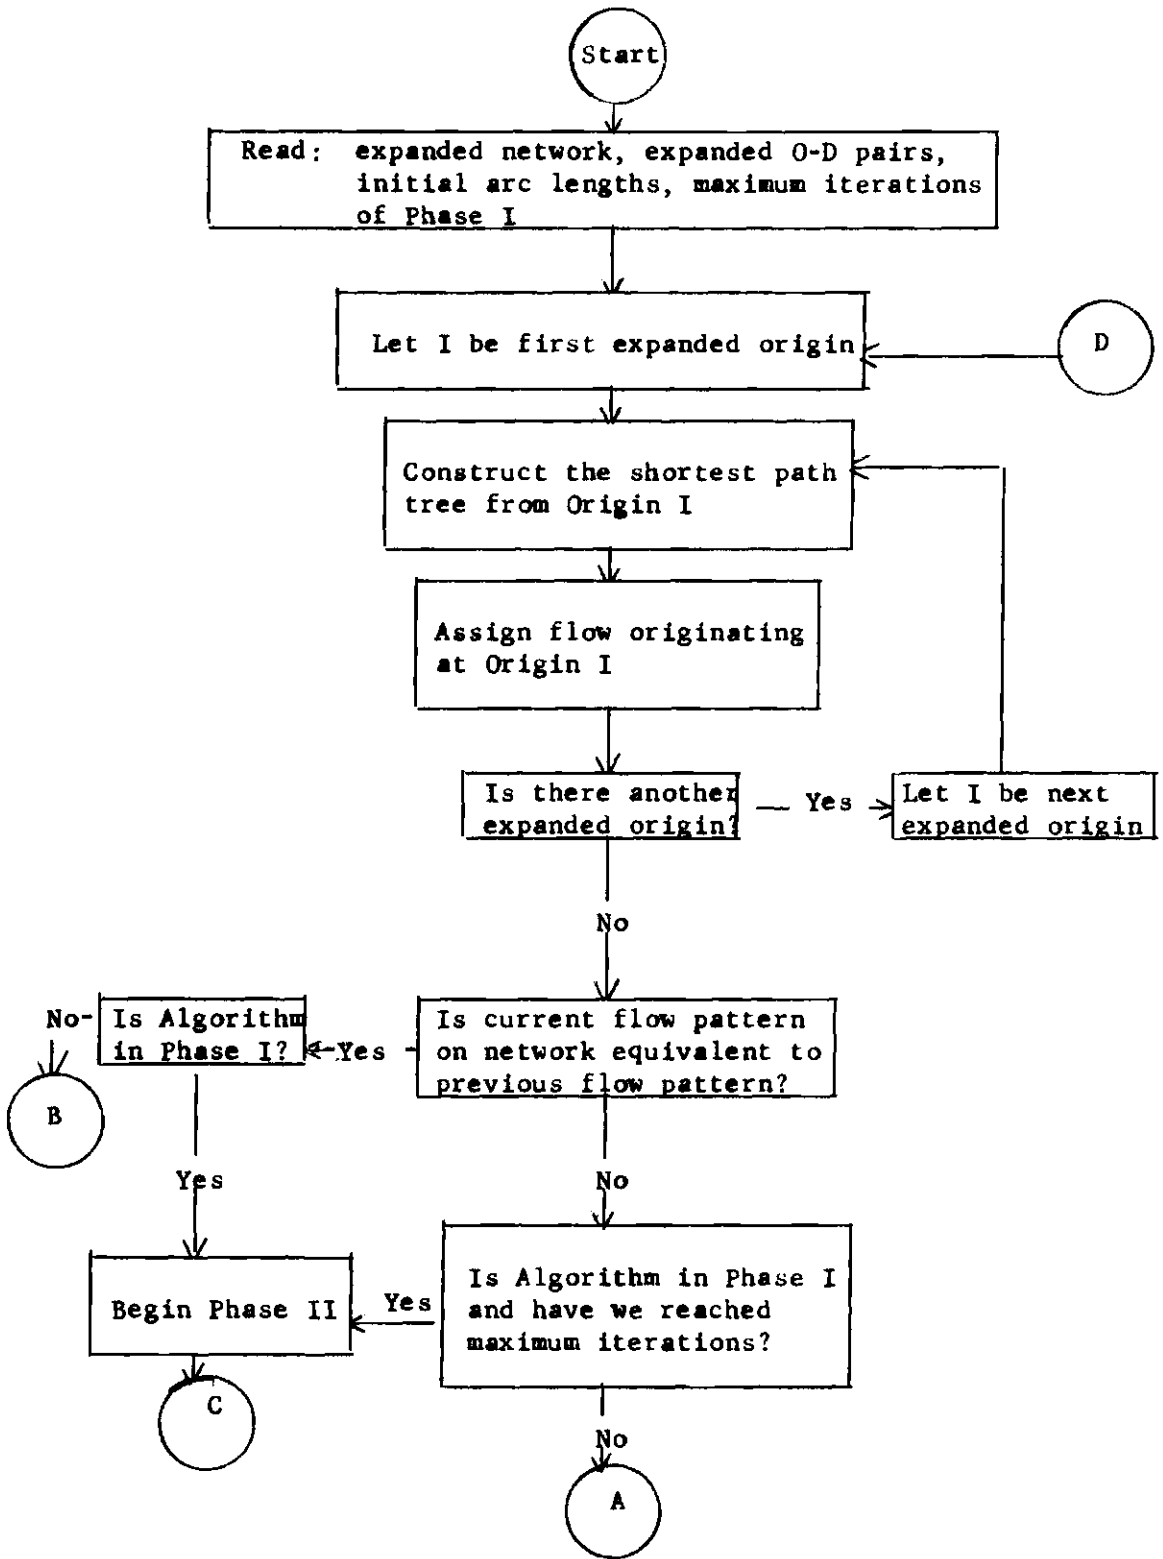 Start
Read: expanded network, expanded O-D pairs,
initial arc lengths, maximum iterations
of Phase I
Let I be first expanded origin
D
Construct the shortest path
tree from Origin I
Assign flow originating
at Origin I
Is there another
expanded origin?
Yes
Let I be next
expanded origin
No
Is current flow pattern
on network equivalent to
previous flow pattern?
Yes
Is Algorithm
in Phase I?
No
B
Yes
No
Is Algorithm in Phase I
and have we reached
maximum iterations?
Yes
Begin Phase II
C
No
A